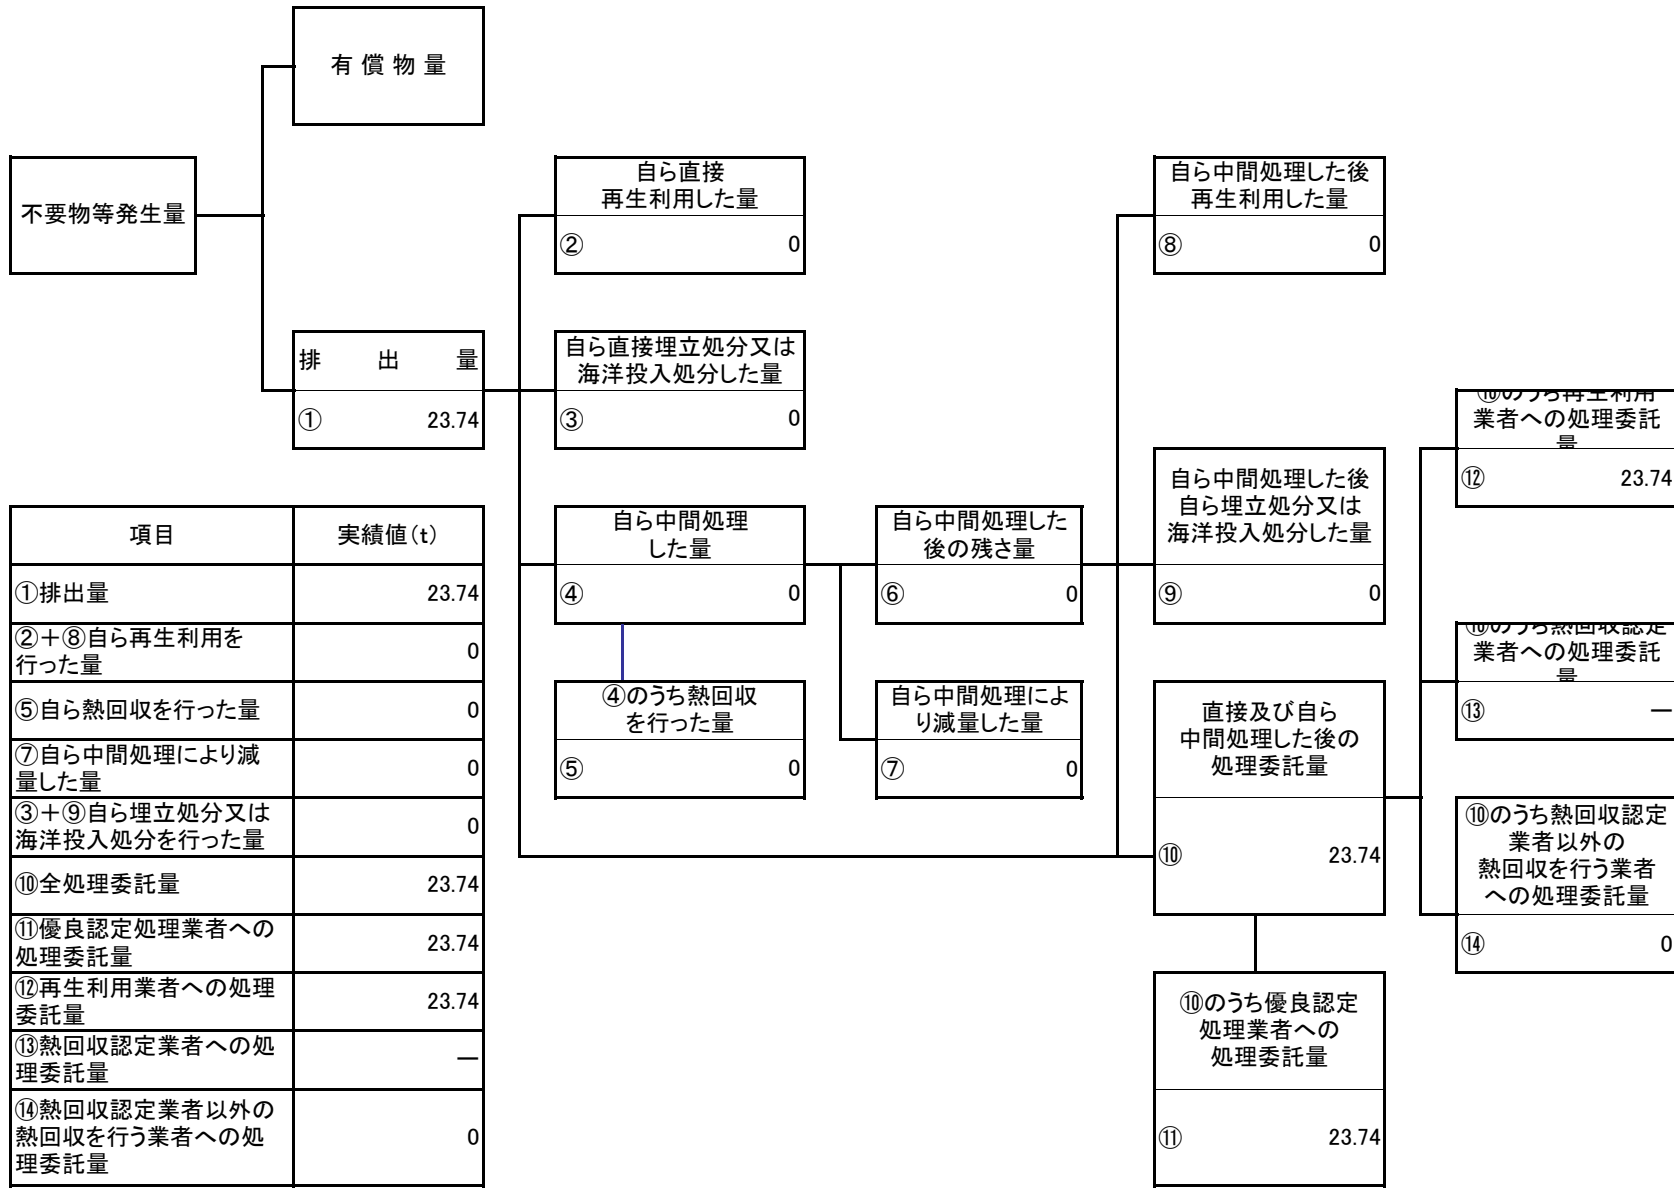 有償物量
不要物等発生量
自ら直接
再生利用した量
② 0
自ら中間処理した後
再生利用した量
⑧ 0
排出量
① 23.74
自ら直接埋立処分又は
海洋投入処分した量
③ 0
⑩のうち再生利用
業者への処理委託
量
⑫ 23.74
自ら中間処理
した量
④ 0
自ら中間処理した
後の残さ量
⑥ 0
自ら中間処理した後
自ら埋立処分又は
海洋投入処分した量
⑨ 0
⑩のうち熱回収認定
業者への処理委託
量
⑬ ―
④のうち熱回収
を行った量
⑤ 0
自ら中間処理によ
り減量した量
⑦ 0
直接及び自ら
中間処理した後の
処理委託量
⑩ 23.74
⑩のうち熱回収認定
業者以外の
熱回収を行う業者
への処理委託量
⑭ 0
⑩のうち優良認定
処理業者への
処理委託量
⑪ 23.74
項目 実績値(t)
①排出量 23.74
②+⑧自ら再生利用を
行った量 0
⑤自ら熱回収を行った量 0
⑦自ら中間処理により減
量した量 0
③+⑨自ら埋立処分又は
海洋投入処分を行った量 0
⑩全処理委託量 23.74
⑪優良認定処理業者への
処理委託量 23.74
⑫再生利用業者への処理
委託量 23.74
⑬熱回収認定業者への処
理委託量 ―
⑭熱回収認定業者以外の
熱回収を行う業者への処
理委託量 0